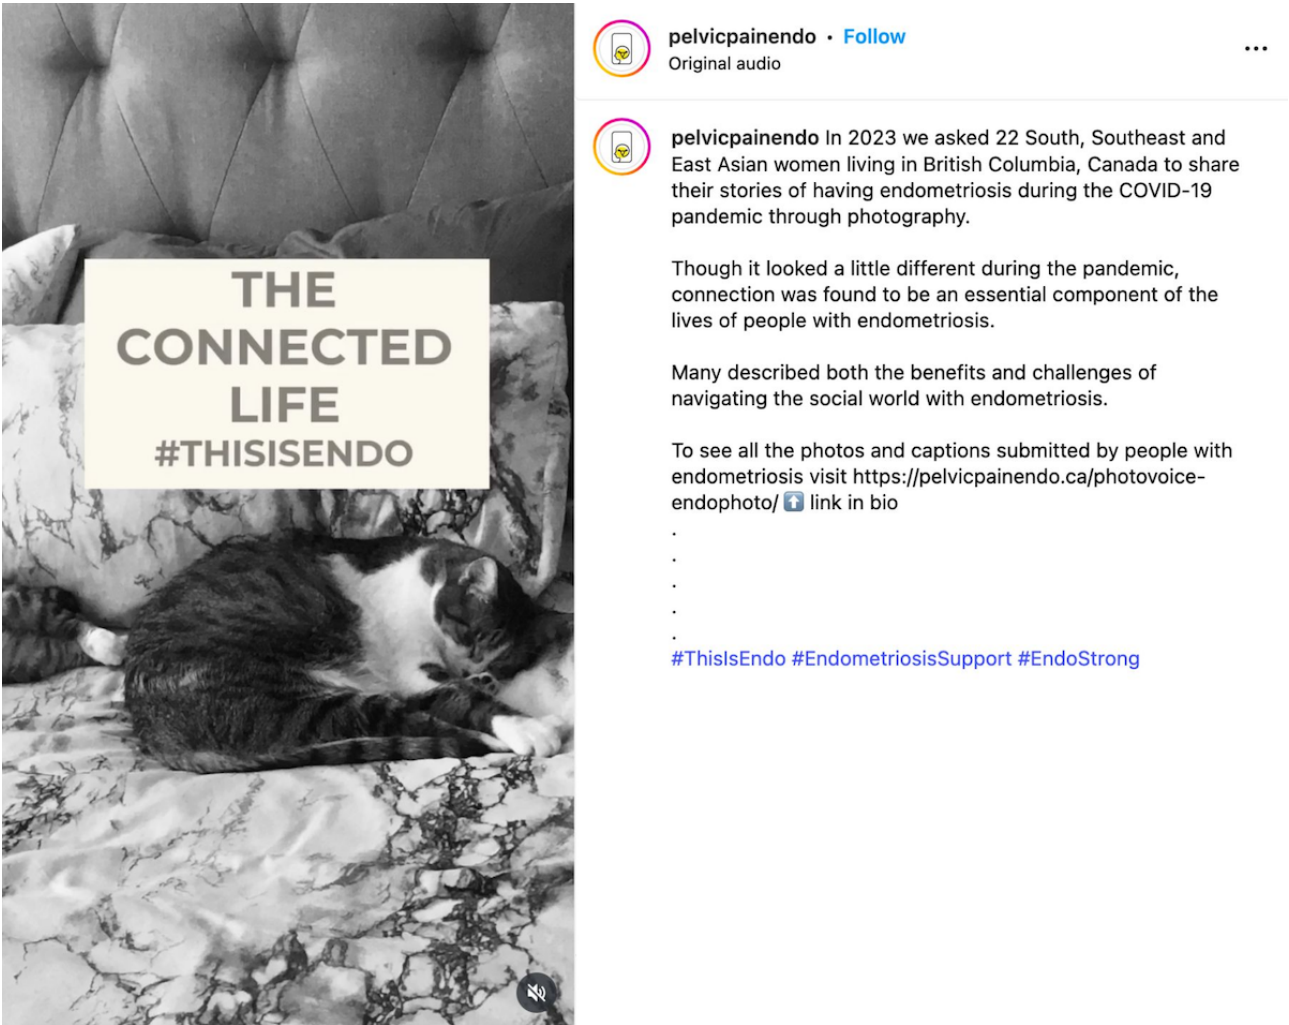 THE
CONNECTED
LIFE
#THISISENDO
pelvicpainendo • Follow
Original audio
pelvicpainendo In 2023 we asked 22 South, Southeast and
East Asian women living in British Columbia, Canada to share
their stories of having endometriosis during the COVID-19
pandemic through photography.
Though it looked a little different during the pandemic,
connection was found to be an essential component of the
lives of people with endometriosis.
Many described both the benefits and challenges of
navigating the social world with endometriosis.
To see all the photos and captions submitted by people with
endometriosis visit https://pelvicpainendo.ca/photovoice-
endophoto/ ⬆️ link in bio
.
.
.
.
.
#ThisIsEndo #EndometriosisSupport #EndoStrong